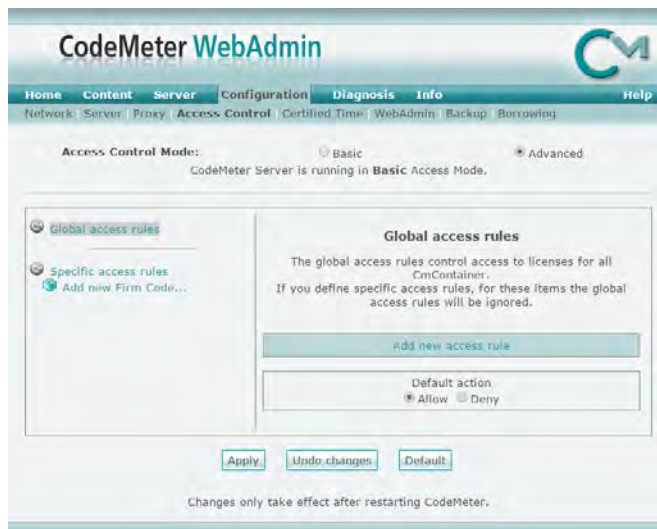 CodeMeter WebAdmin
CM
Home Content Server Configuration Diagnosis Info Help
Network | Server | Proxy | Access Control | Certified Time | WebAdmin | Backup | Borrowing
Access Control Mode: Basic Advanced
CodeMeter Server is running in Basic Access Mode.
Global access rules
Specific access rules
Add new Firm Code...
Global access rules
The global access rules control access to licenses for all
CmContainer.
If you define specific access rules, for these items the global
access rules will be ignored.
Add new access rule
Default action
Allow Deny
Apply Undo changes Default
Changes only take effect after restarting CodeMeter.